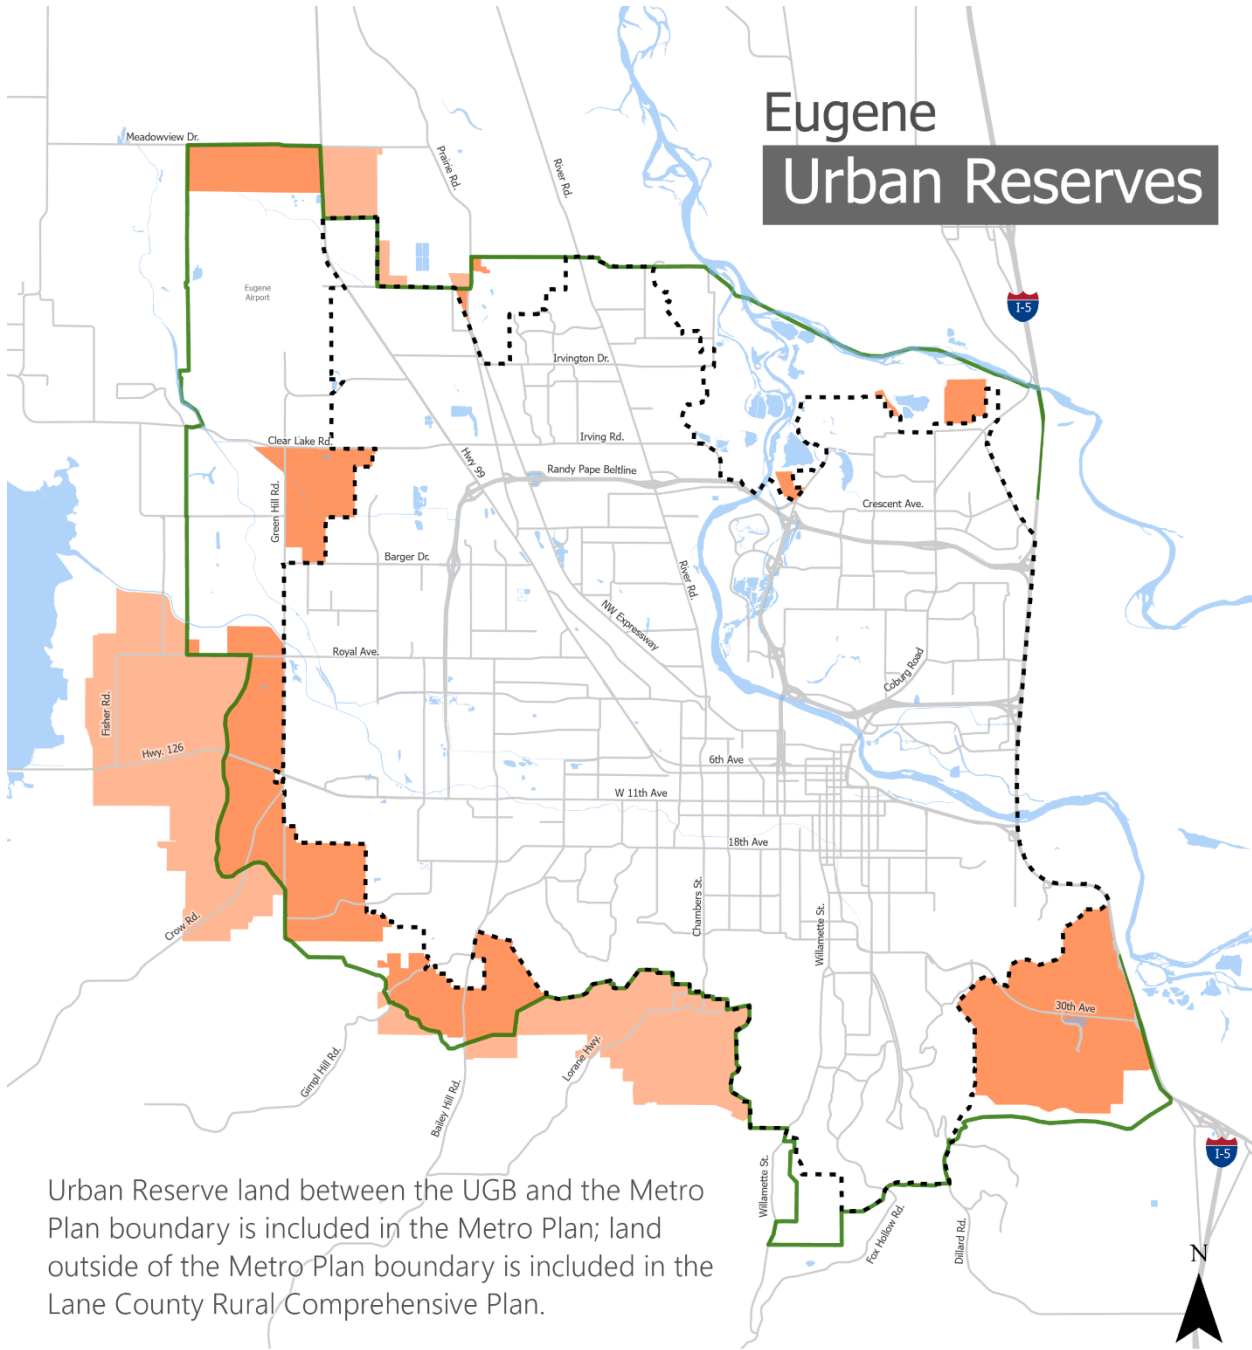 Eugene
Urban Reserves
Meadowview Dr.
Prairie Rd.
River Rd.
I-5
Eugene
Airport
Irvington Dr.
Clear Lake Rd.
Irving Rd.
Hwy 99
Randy Pape Beltline
Green Hill Rd.
Crescent Ave.
Barger Dr.
River Rd.
NW Expressway
Royal Ave.
Coburg Road
Fisher Rd.
Hwy. 126
6th Ave
W 11th Ave
18th Ave
Chambers St.
Willamette St.
Crow Rd.
30th Ave
Gimpl Hill Rd.
Lorane Hwy.
Bailey Hill Rd.
I-5
Willamette St.
Fox Hollow Rd.
Dillard Rd.
N
Urban Reserve land between the UGB and the Metro
Plan boundary is included in the Metro Plan; land
outside of the Metro Plan boundary is included in the
Lane County Rural Comprehensive Plan.